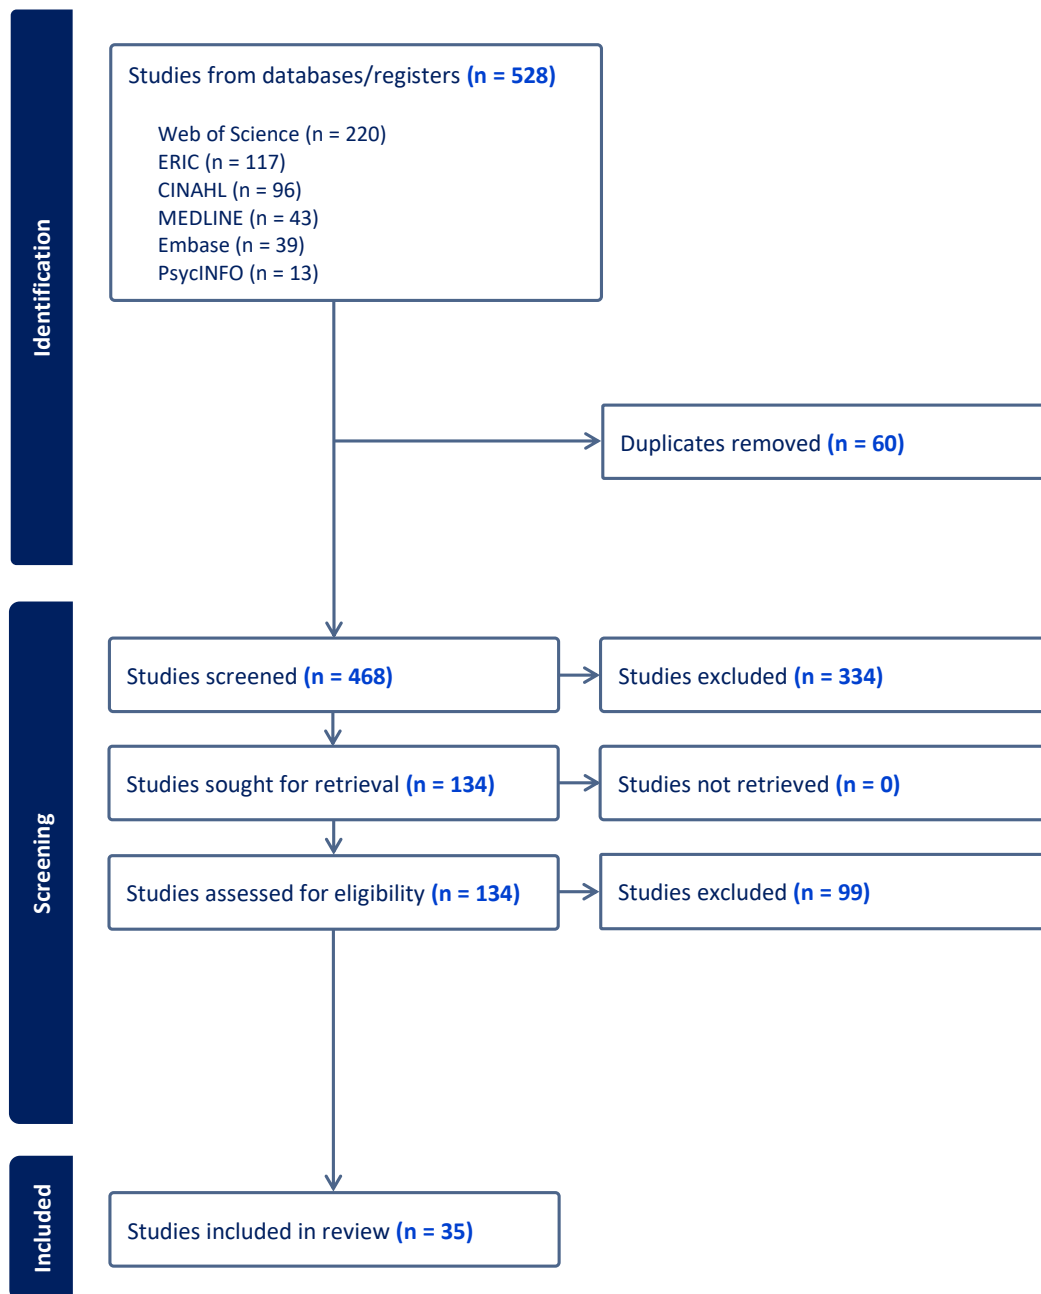 Identification
Studies from databases/registers (n = 528)
Web of Science (n = 220)
ERIC (n = 117)
CINAHL (n = 96)
MEDLINE (n = 43)
Embase (n = 39)
PsycINFO (n = 13)
Duplicates removed (n = 60)
Screening
Studies screened (n = 468)
Studies excluded (n = 334)
Studies sought for retrieval (n = 134)
Studies not retrieved (n = 0)
Studies assessed for eligibility (n = 134)
Studies excluded (n = 99)
Included
Studies included in review (n = 35)